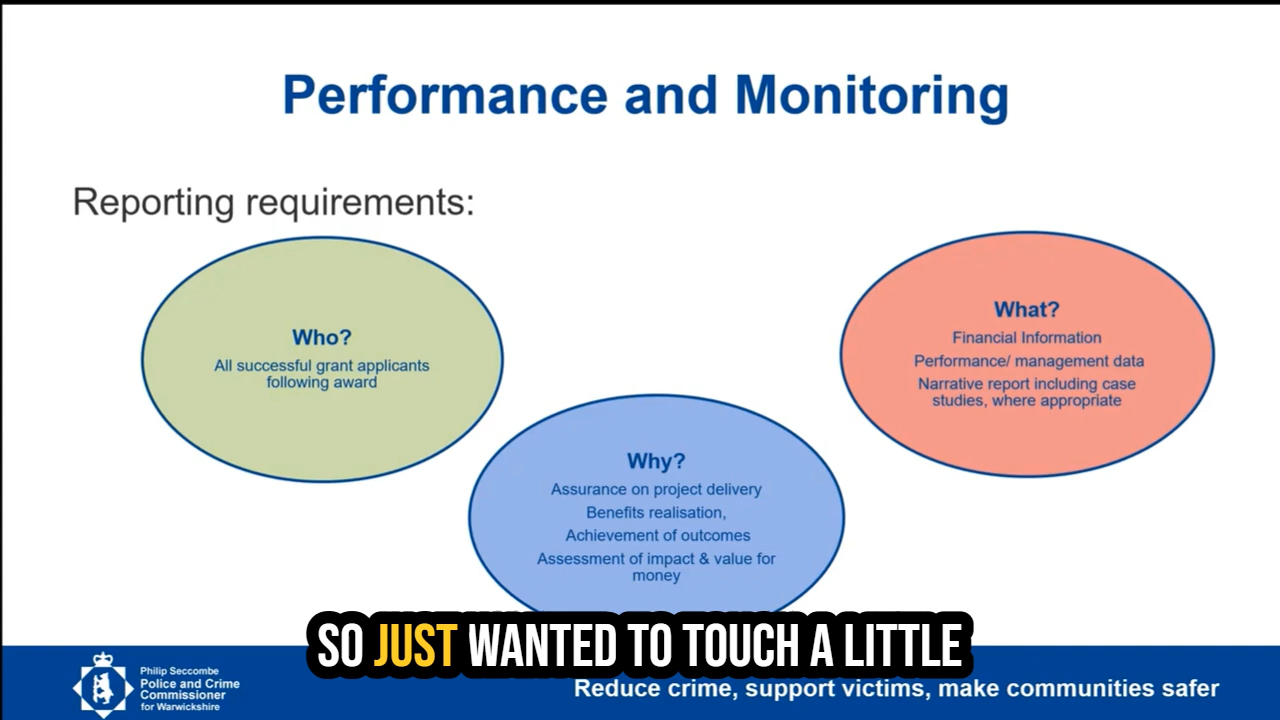 Performance and Monitoring
Reporting requirements:
Who?
All successful grant applicants
following award
Why?
Assurance on project delivery
Benefits realisation,
Achievement of outcomes
Assessment of impact & value for
money
What?
Financial Information
Performance/ management data
Narrative report including case
studies, where appropriate
SO JUST WANTED TO TOUCH A LITTLE
Philip Seccombe
Police and Crime
Commissioner
for Warwickshire
Reduce crime, support victims, make communities safer